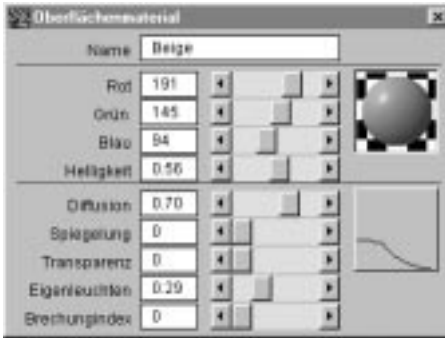 Oberflächenmaterial
Name Beige
Rot 191
Grün 145
Blau 94
Helligkeit 0.56
Diffusion 0.70
Spiegelung 0
Transparenz 0
Eigenleuchten 0.29
Brechungindex 0